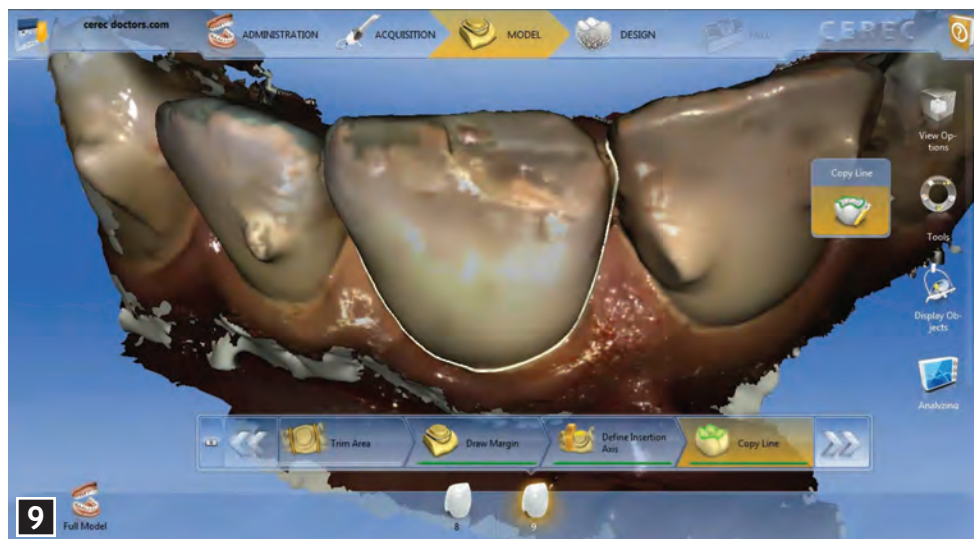 cerec doctors.com
ADMINISTRATION
ACQUISITION
MODEL
DESIGN
MILL
CEREC
View Op-
tions
Copy Line
Tools
Display Ob-
jects
Analyzing
Trim Area
Draw Margin
Define Insertion
Axis
Copy Line
8
9
Full Model
9